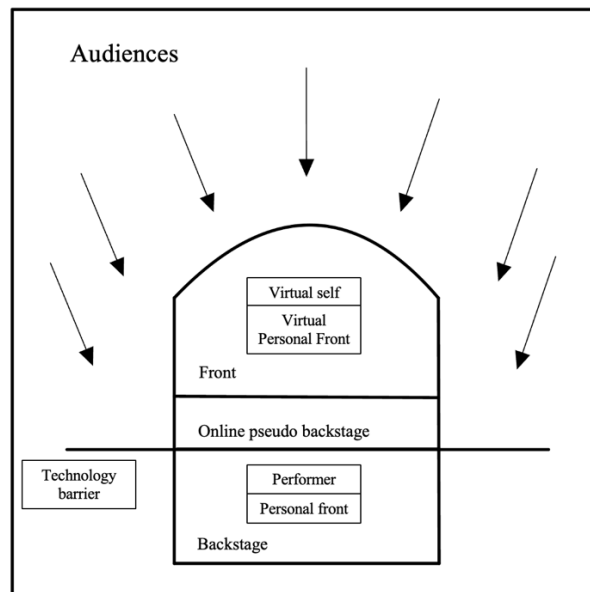 Audiences
Virtual self
Virtual
Personal Front
Front
Online pseudo backstage
Technology
barrier
Performer
Personal front
Backstage